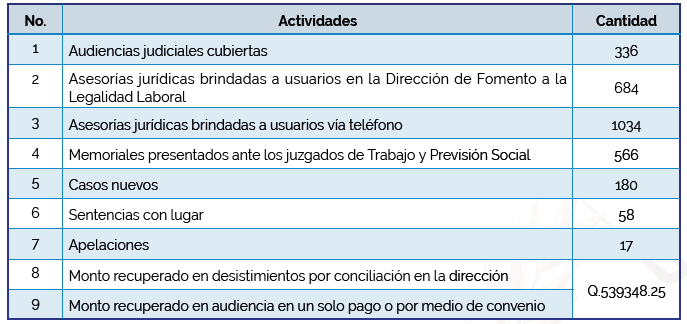 No. Actividades Cantidad
1 Audiencias judiciales cubiertas 336
2 Asesorías jurídicas brindadas a usuarios en la Dirección de Fomento a la
Legalidad Laboral 684
3 Asesorías jurídicas brindadas a usuarios vía teléfono 1034
4 Memoriales presentados ante los juzgados de Trabajo y Previsión Social 566
5 Casos nuevos 180
6 Sentencias con lugar 58
7 Apelaciones 17
8 Monto recuperado en desistimientos por conciliación en la dirección
Q.539348.25
9 Monto recuperado en audiencia en un solo pago o por medio de convenio